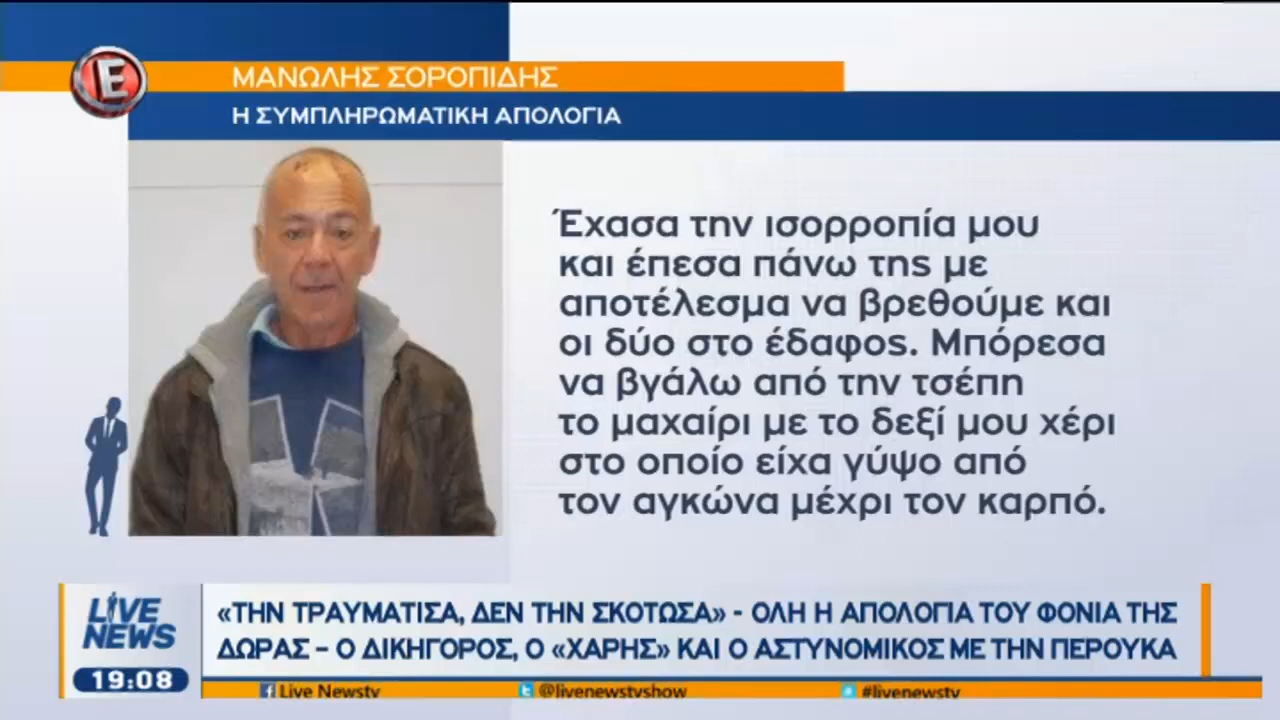 Ε
ΜΑΝΩΛΗΣ ΣΟΡΟΠΙΔΗΣ
Η ΣΥΜΠΛΗΡΩΜΑΤΙΚΗ ΑΠΟΛΟΓΙΑ
Έχασα την ισορροπία μου
και έπεσα πάνω της με
αποτέλεσμα να βρεθούμε και
οι δύο στο έδαφος. Μπόρεσα
να βγάλω από την τσέπη
το μαχαίρι με το δεξί μου χέρι
στο οποίο είχα γύψο από
τον αγκώνα μέχρι τον καρπό.
LIVE
NEWS
19:08
«ΤΗΝ ΤΡΑΥΜΑΤΙΣΑ, ΔΕΝ ΤΗΝ ΣΚΟΤΩΣΑ» - ΟΛΗ Η ΑΠΟΛΟΓΙΑ ΤΟΥ ΦΟΝΙΑ ΤΗΣ
ΔΩΡΑΣ – Ο ΔΙΚΗΓΟΡΟΣ, Ο «ΧΑΡΗΣ» ΚΑΙ Ο ΑΣΤΥΝΟΜΙΚΟΣ ΜΕ ΤΗΝ ΠΕΡΟΥΚΑ
Live Newstv @livenewstvshow #livenewstv